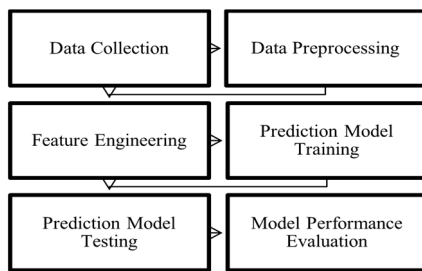 Data Collection
Data Preprocessing
Feature Engineering
Prediction Model
Training
Prediction Model
Testing
Model Performance
Evaluation